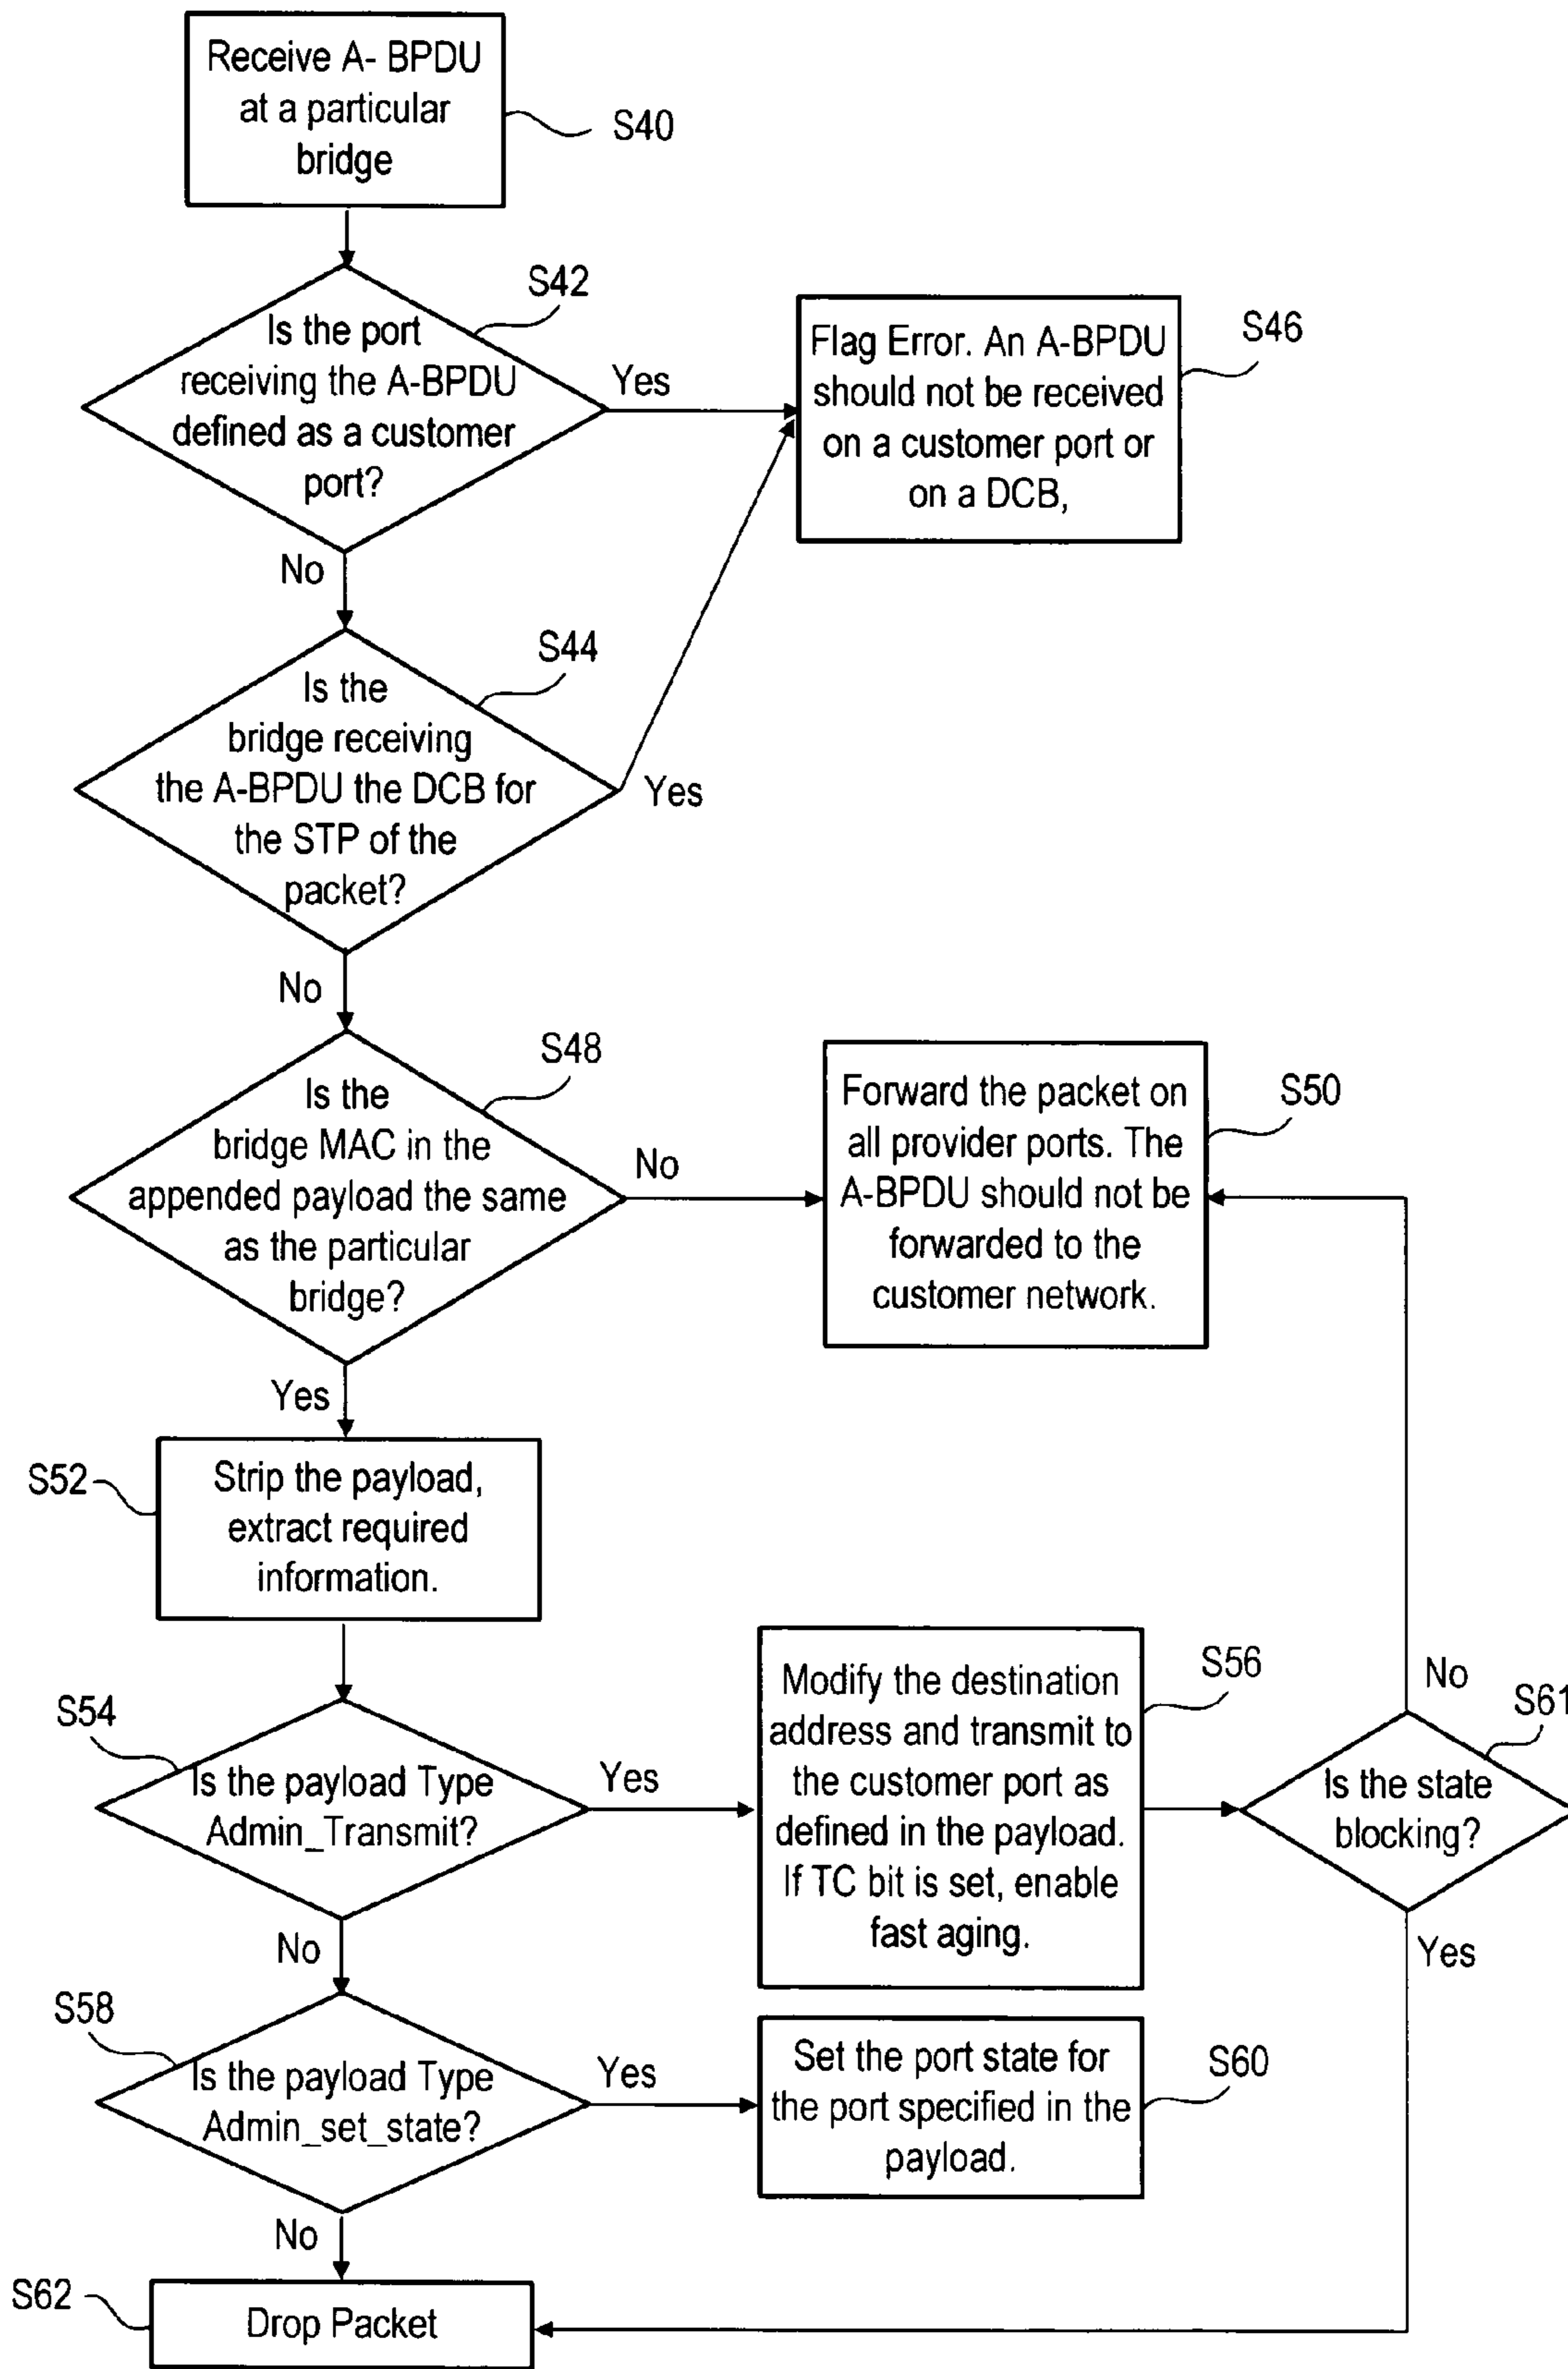 Receive A- BPDU
at a particular
bridge
S40
S42
Is the port
receiving the A-BPDU
defined as a customer
port?
Yes
No
Flag Error. An A-BPDU
should not be received
on a customer port or
on a DCB,
S46
S44
Is the
bridge receiving
the A-BPDU the DCB for
the STP of the
packet?
Yes
No
S48
Is the
bridge MAC in the
appended payload the same
as the particular
bridge?
No
Yes
Forward the packet on
all provider ports. The
A-BPDU should not be
forwarded to the
customer network.
S50
S52
Strip the payload,
extract required
information.
S54
Is the payload Type
Admin_Transmit?
Yes
No
Modify the destination
address and transmit to
the customer port as
defined in the payload.
If TC bit is set, enable
fast aging.
S56
No
S61
Is the state
blocking?
Yes
S58
Is the payload Type
Admin_set_state?
Yes
No
Set the port state for
the port specified in the
payload.
S60
S62
Drop Packet